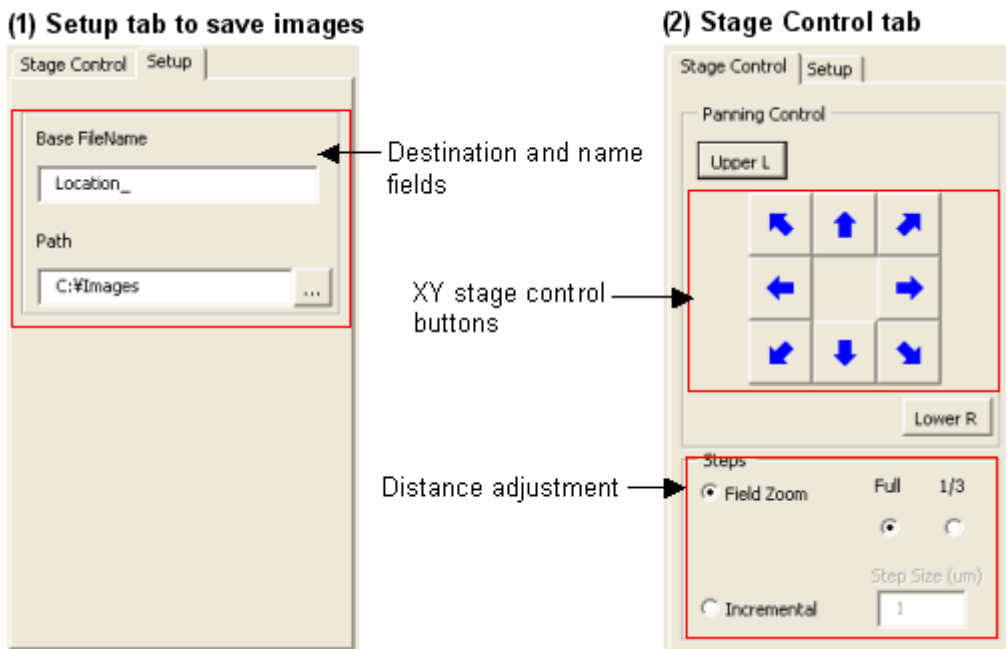 (1) Setup tab to save images
Stage Control Setup
Base FileName
Location_
Path
C:¥Images ...
Destination and name
fields
(2) Stage Control tab
Stage Control Setup
Panning Control
Upper L
XY stage control
buttons
Lower R
Distance adjustment
Steps
Field Zoom Full 1/3
Step Size (um)
Incremental 1